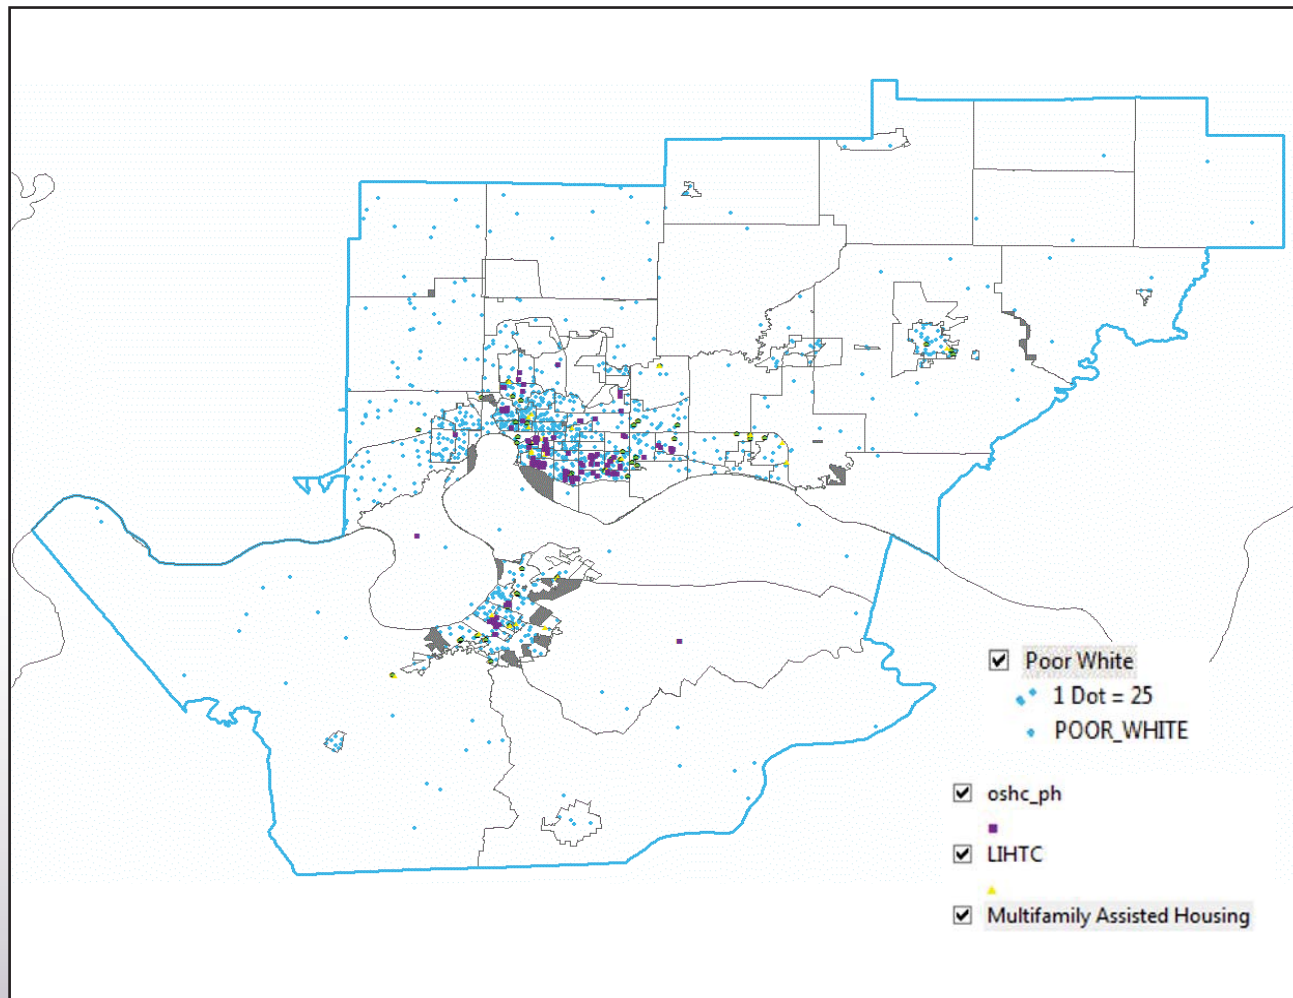 Poor White
1 Dot = 25
POOR_WHITE
oshc_ph
LIHTC
Multifamily Assisted Housing